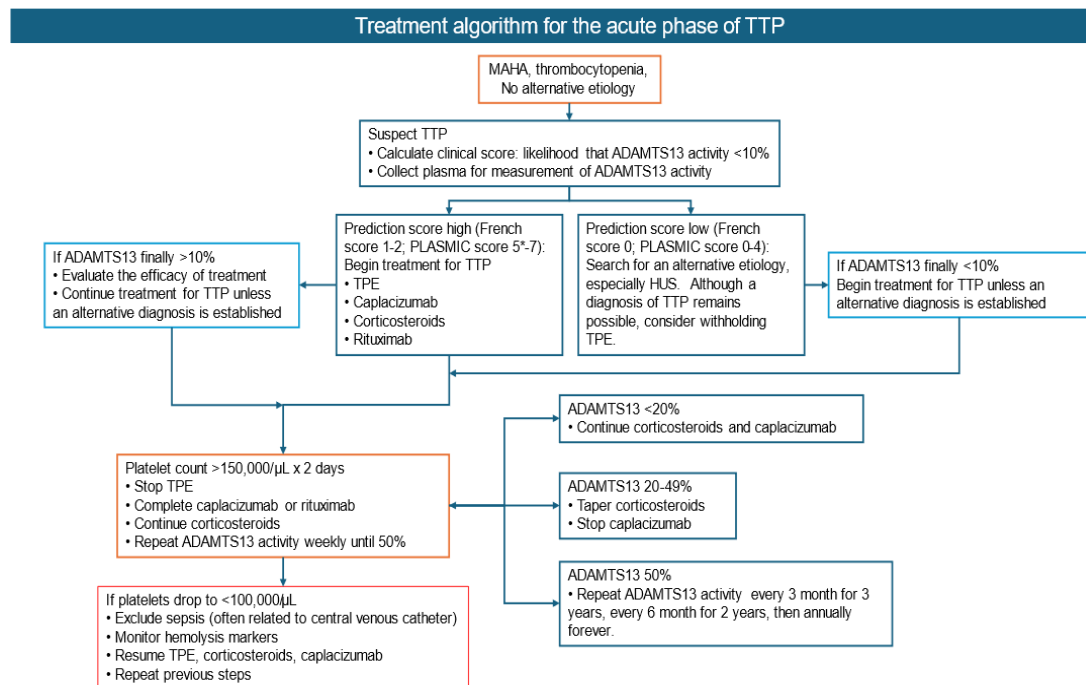 Treatment algorithm for the acute phase of TTP
MAHA, thrombocytopenia,
No alternative etiology
Suspect TTP
• Calculate clinical score: likelihood that ADAMTS13 activity <10%
• Collect plasma for measurement of ADAMTS13 activity
Prediction score high (French
score 1-2; PLASMIC score 5*-7):
Begin treatment for TTP
• TPE
• Caplacizumab
• Corticosteroids
• Rituximab
Prediction score low (French
score 0; PLASMIC score 0-4):
Search for an alternative etiology,
especially HUS. Although a
diagnosis of TTP remains
possible, consider withholding
TPE.
If ADAMTS13 finally >10%
• Evaluate the efficacy of treatment
• Continue treatment for TTP unless
an alternative diagnosis is established
If ADAMTS13 finally <10%
Begin treatment for TTP unless an
alternative diagnosis is established
Platelet count >150,000/µL x 2 days
• Stop TPE
• Complete caplacizumab or rituximab
• Continue corticosteroids
• Repeat ADAMTS13 activity weekly until 50%
ADAMTS13 <20%
• Continue corticosteroids and caplacizumab
ADAMTS13 20-49%
• Taper corticosteroids
• Stop caplacizumab
ADAMTS13 50%
• Repeat ADAMTS13 activity every 3 month for 3
years, every 6 month for 2 years, then annually
forever.
If platelets drop to <100,000/µL
• Exclude sepsis (often related to central venous catheter)
• Monitor hemolysis markers
• Resume TPE, corticosteroids, caplacizumab
• Repeat previous steps